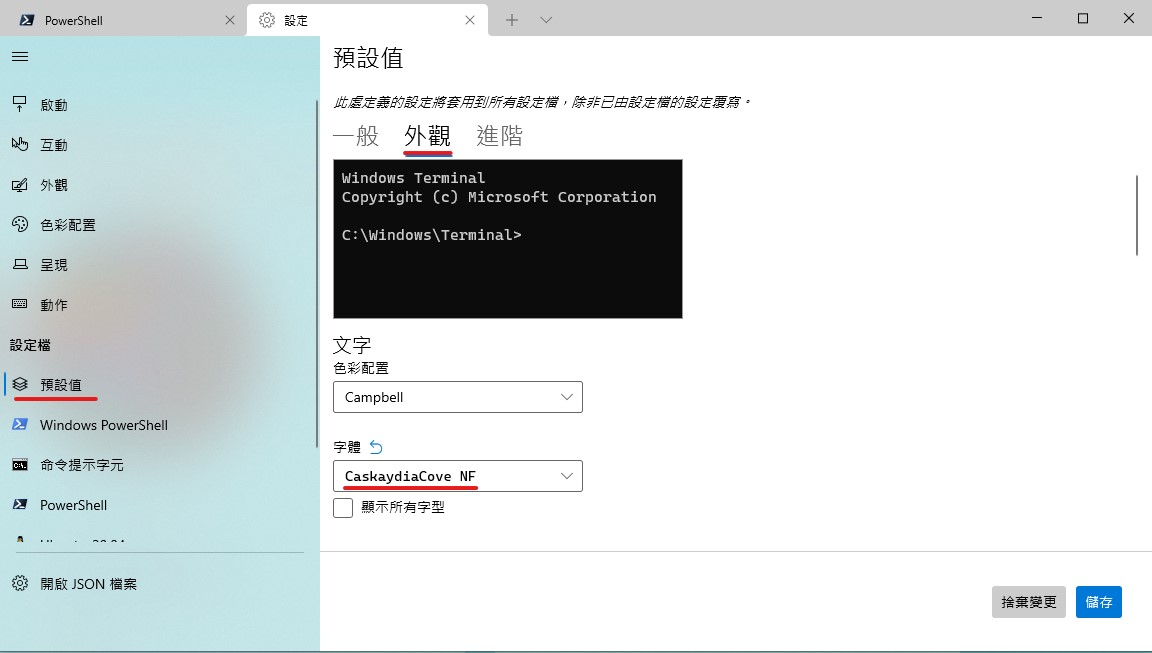 PowerShell
設定
啟動
互動
外觀
色彩配置
呈現
動作
設定檔
預設值
Windows PowerShell
命令提示字元
PowerShell
開啟 JSON 檔案
預設值
此處定義的設定將套用到所有設定檔，除非已由設定檔的設定覆寫。
一般 外觀 進階
Windows Terminal
Copyright (c) Microsoft Corporation
C:\Windows\Terminal>
文字
色彩配置
Campbell
字體
CaskaydiaCove NF
顯示所有字型
捨棄變更 儲存